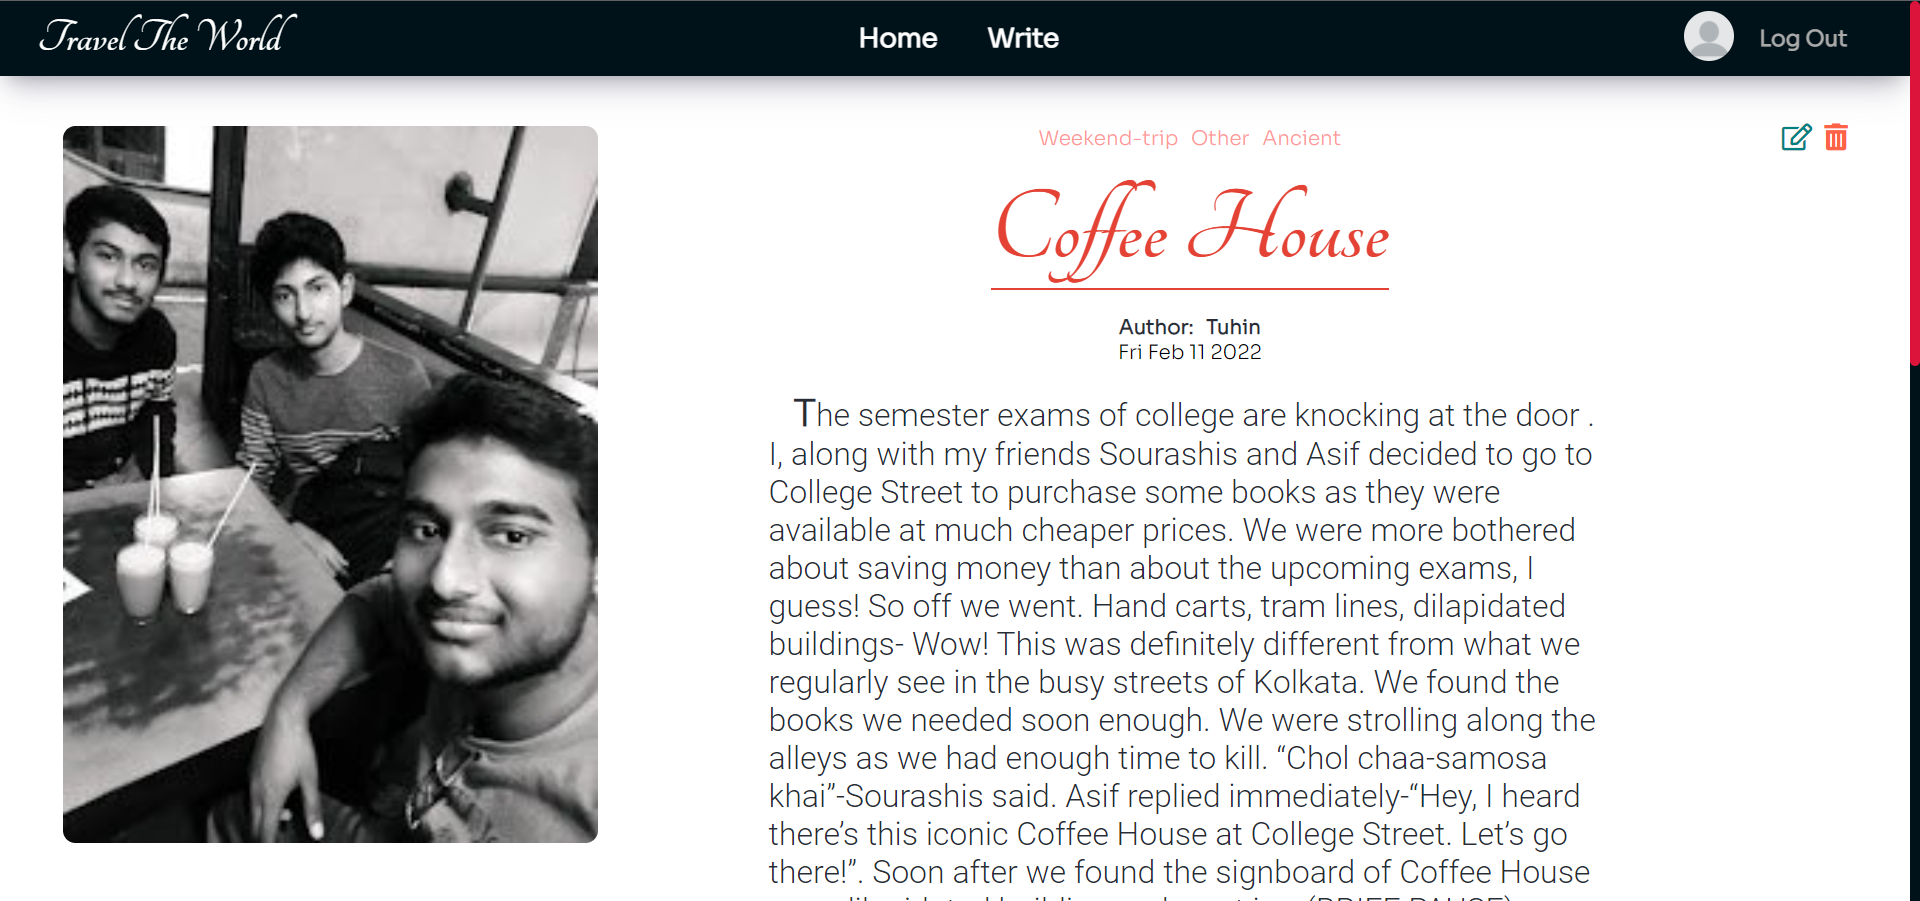 Travel The World
Home Write
Log Out
Weekend-trip Other Ancient
Coffee House
Author: Tuhin
Fri Feb 11 2022
The semester exams of college are knocking at the door .
I, along with my friends Sourashis and Asif decided to go to
College Street to purchase some books as they were
available at much cheaper prices. We were more bothered
about saving money than about the upcoming exams, I
guess! So off we went. Hand carts, tram lines, dilapidated
buildings- Wow! This was definitely different from what we
regularly see in the busy streets of Kolkata. We found the
books we needed soon enough. We were strolling along the
alleys as we had enough time to kill. “Chol chaa-samosa
khai”-Sourashis said. Asif replied immediately-“Hey, I heard
there’s this iconic Coffee House at College Street. Let’s go
there!”. Soon after we found the signboard of Coffee House